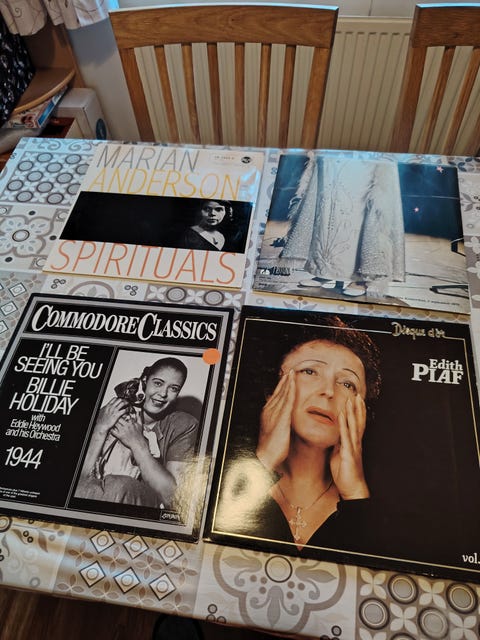 MARIAN
ANDERSON
SPIRITUALS
COMMODORE CLASSICS
I'LL BE
SEEING YOU
BILLIE
HOLIDAY
with
Eddie Heywood
and his Orchestra
1944
Disque d'or
Edith
PIAF
vol.